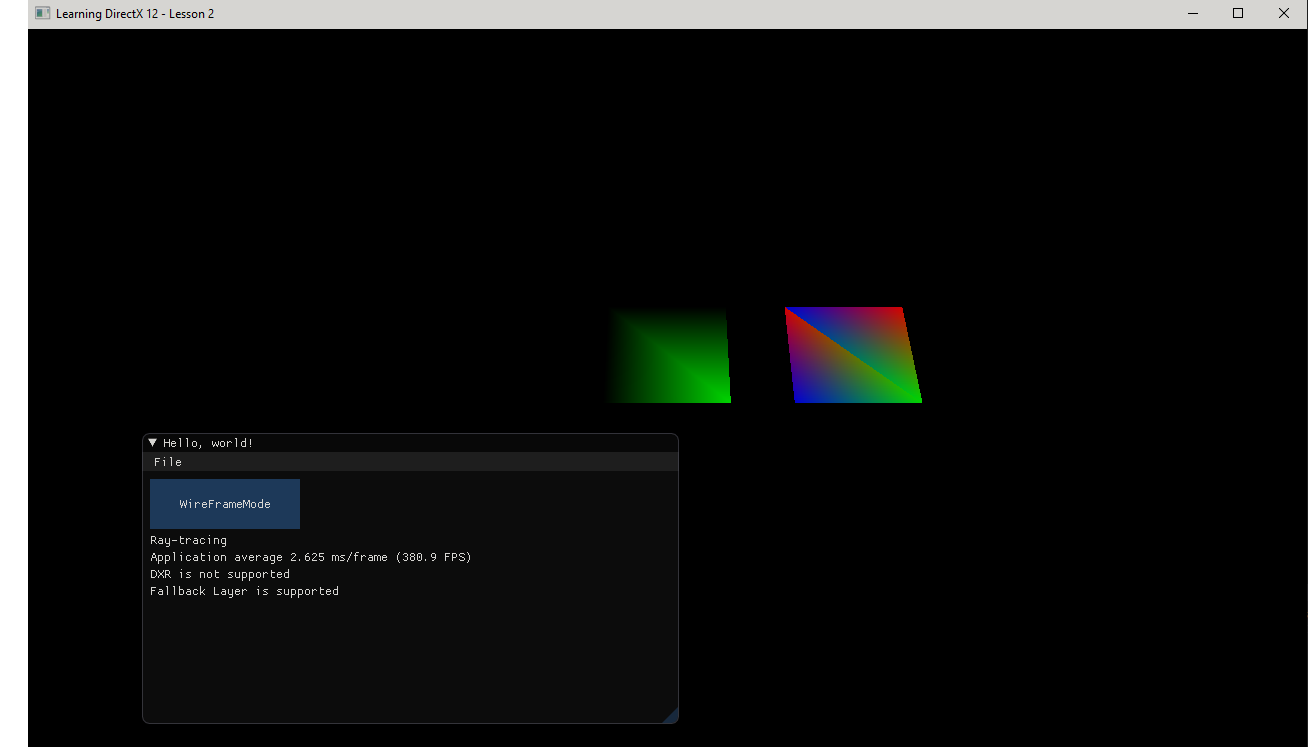 Learning DirectX 12 - Lesson 2
Hello, world!
File
WireFrameMode
Ray-tracing
Application average 2.625 ms/frame (380.9 FPS)
DXR is not supported
Fallback Layer is supported